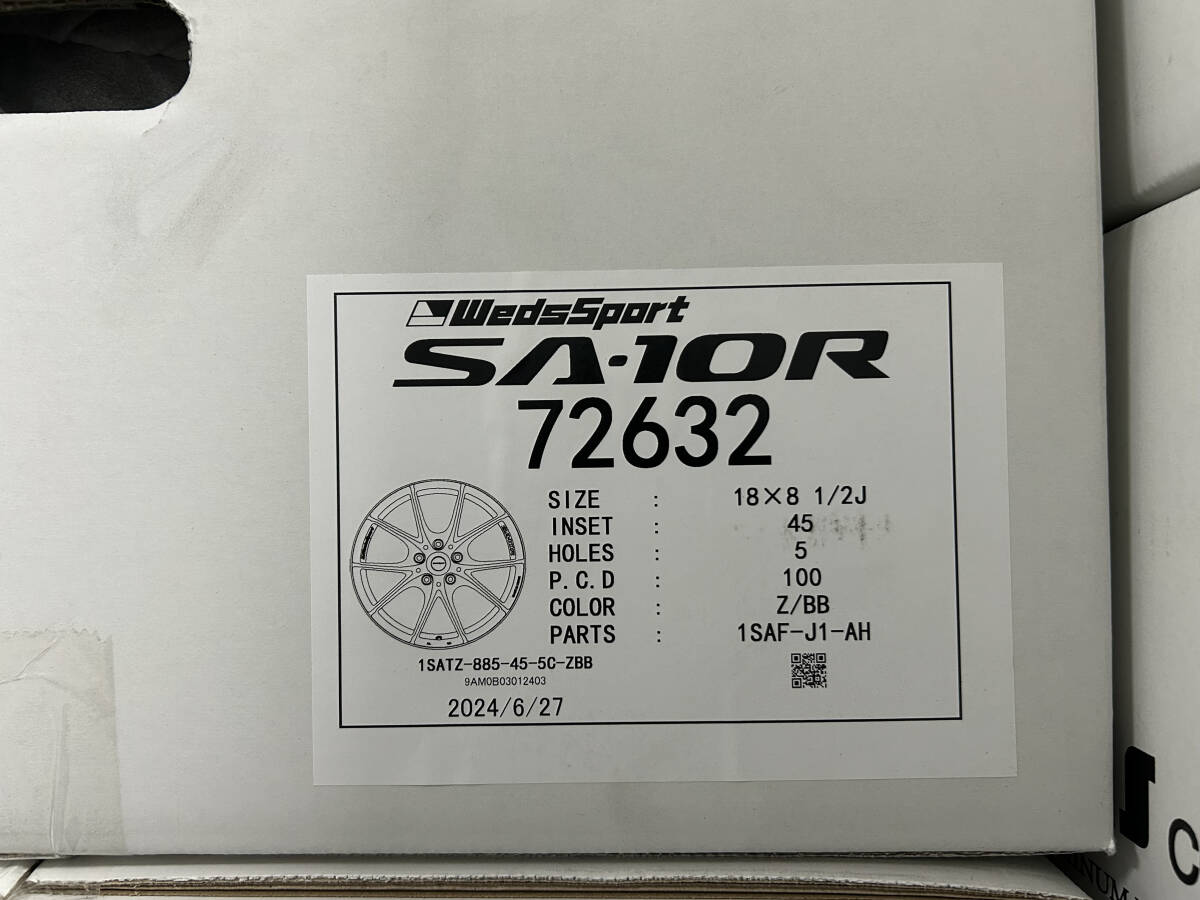 WedsSport
SA-10R
72632
SIZE : 18×8 1/2J
INSET : 45
HOLES : 5
P.C.D : 100
COLOR : Z/BB
PARTS : 1SAF-J1-AH
1SATZ-885-45-5C-ZBB
9AM0B03012403
2024/6/27